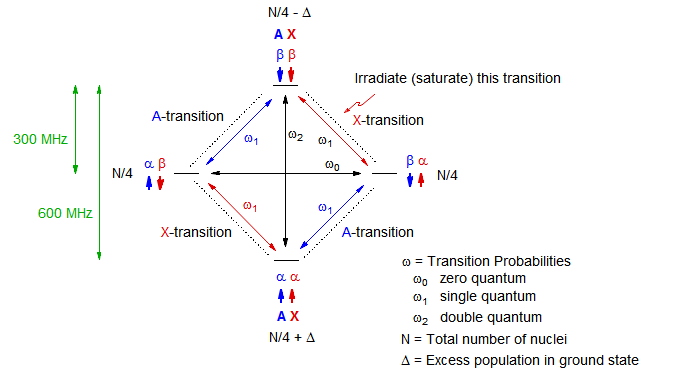 N/4 - Δ
A X
β β
Irradiate (saturate) this transition
A-transition
X-transition
300 MHz
ω1
ω2
ω1
ω0
N/4
α β
β α
N/4
600 MHz
ω1
ω1
X-transition
A-transition
α α
A X
N/4 + Δ
ω = Transition Probabilities
ω0 zero quantum
ω1 single quantum
ω2 double quantum
N = Total number of nuclei
Δ = Excess population in ground state